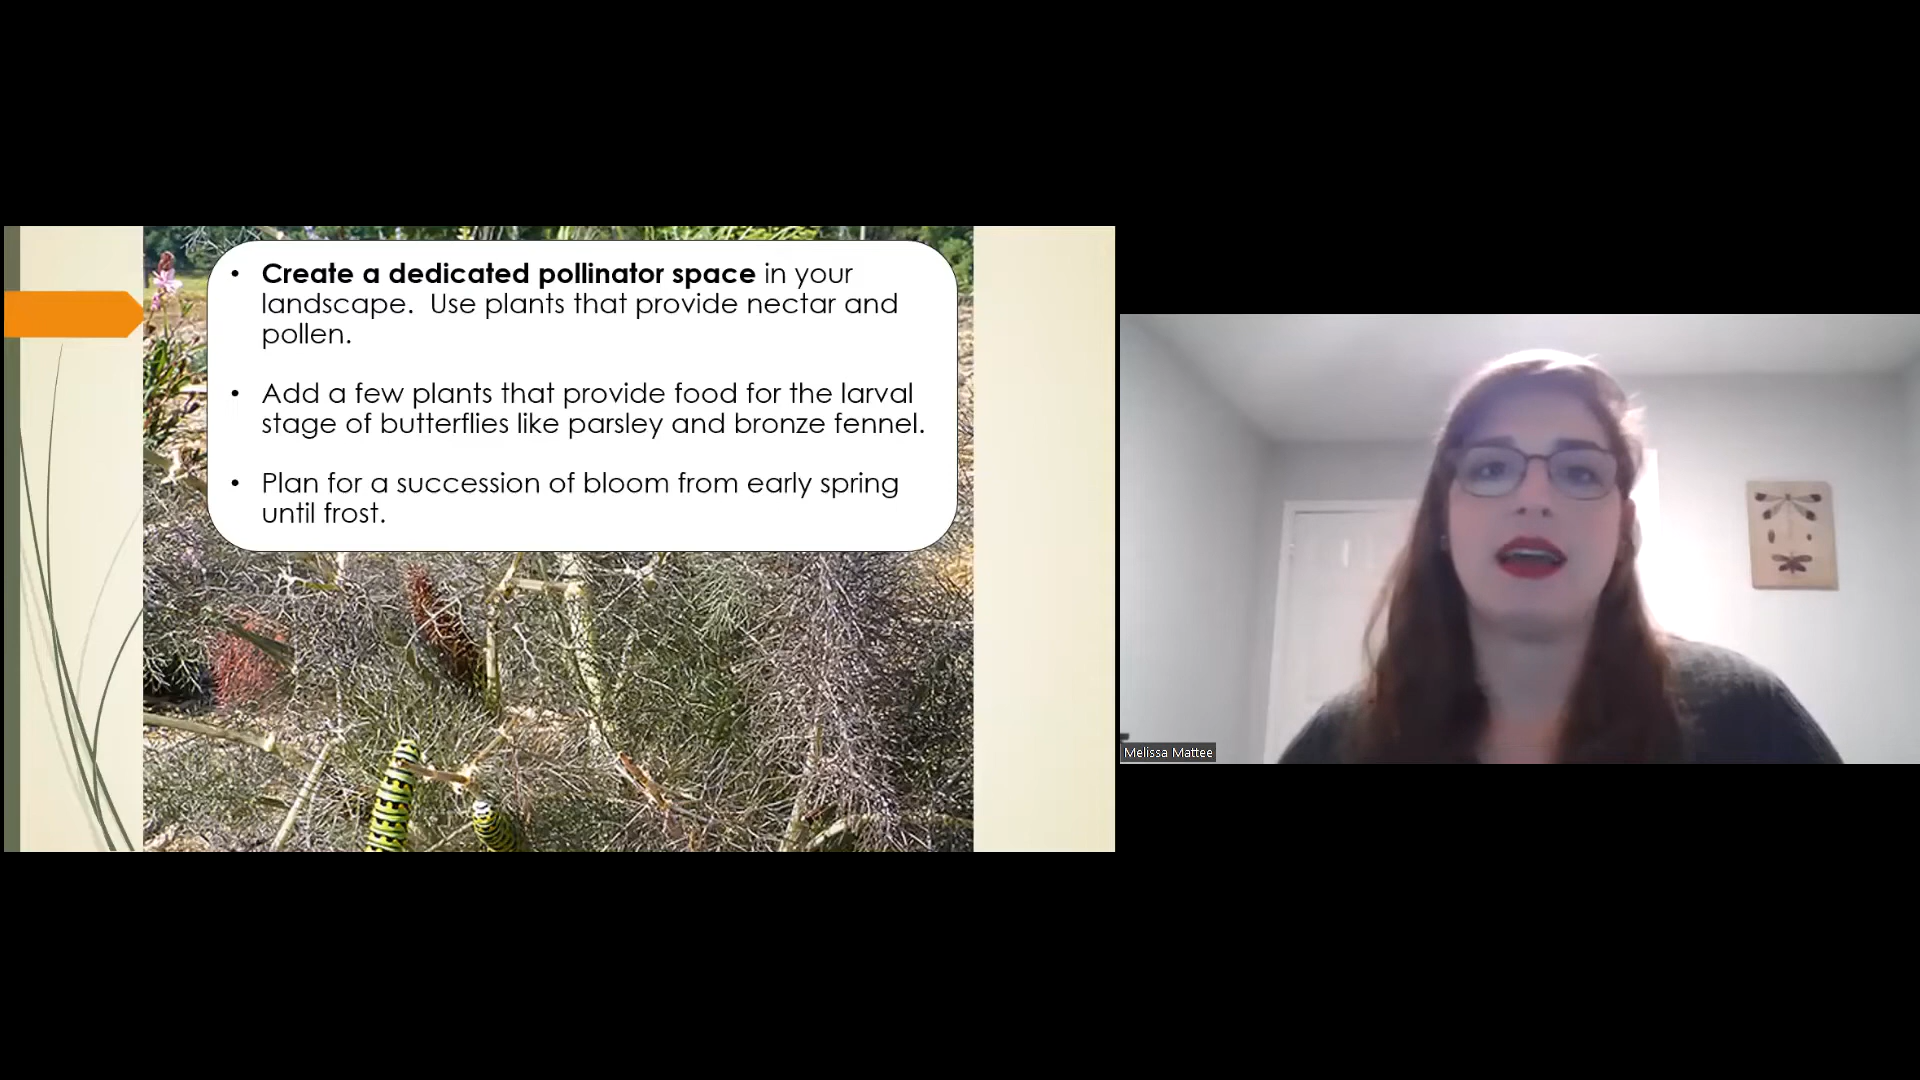 • Create a dedicated pollinator space in your
landscape.  Use plants that provide nectar and
pollen.
• Add a few plants that provide food for the larval
stage of butterflies like parsley and bronze fennel.
• Plan for a succession of bloom from early spring
until frost.
Melissa Mattee